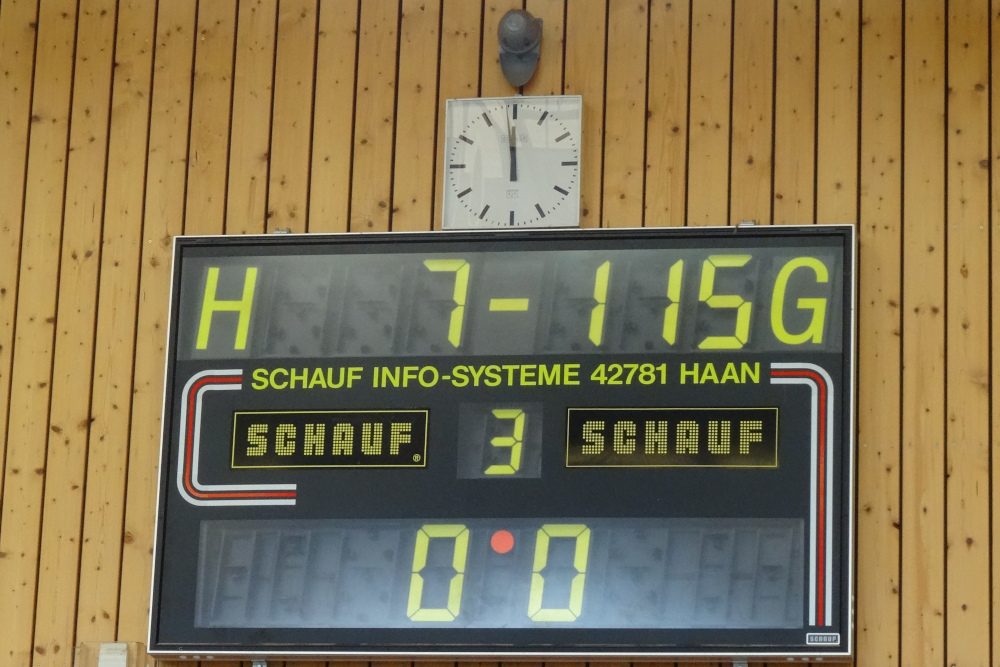 H 7-115G
SCHAUF INFO-SYSTEME 42781 HAAN
SCHAUF® 3 SCHAUF
0 0
SCHAUF